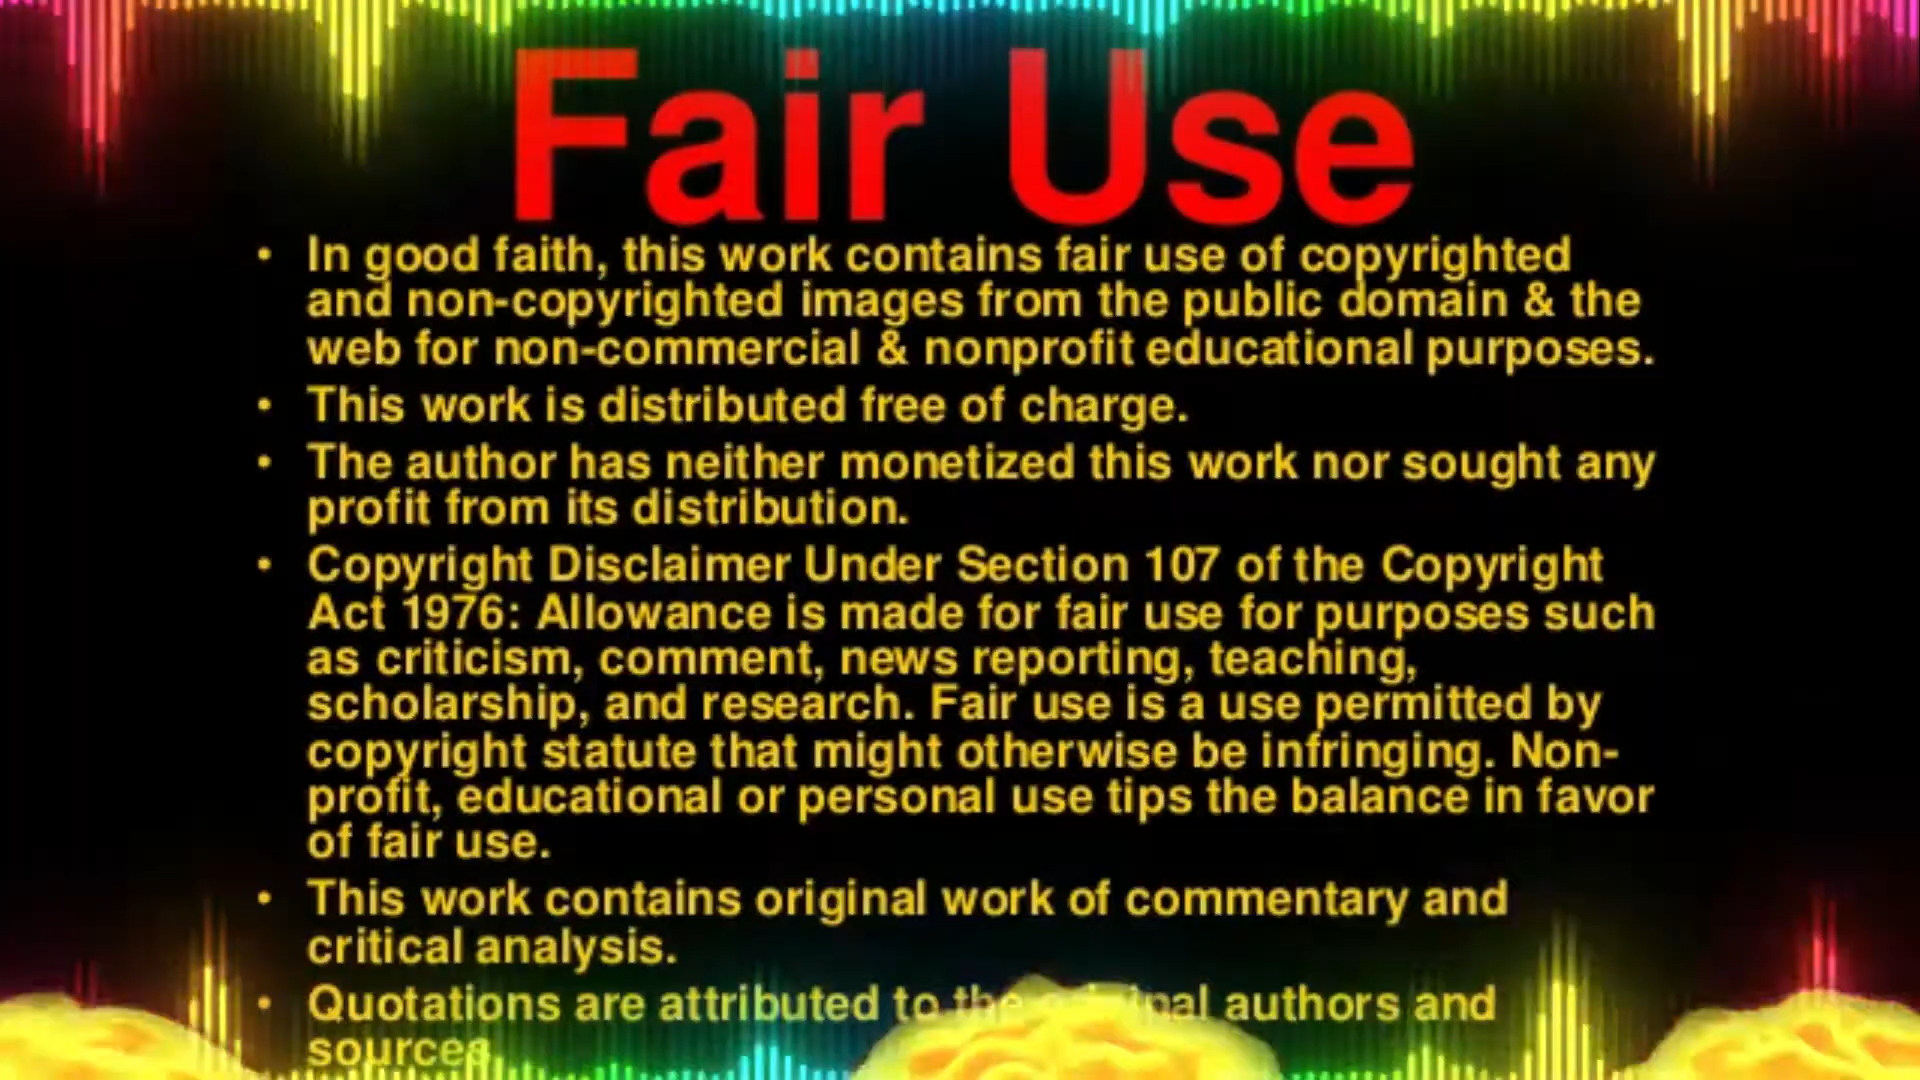 Fair Use
• In good faith, this work contains fair use of copyrighted
and non-copyrighted images from the public domain & the
web for non-commercial & nonprofit educational purposes.
• This work is distributed free of charge.
• The author has neither monetized this work nor sought any
profit from its distribution.
• Copyright Disclaimer Under Section 107 of the Copyright
Act 1976: Allowance is made for fair use for purposes such
as criticism, comment, news reporting, teaching,
scholarship, and research. Fair use is a use permitted by
copyright statute that might otherwise be infringing. Non-
profit, educational or personal use tips the balance in favor
of fair use.
• This work contains original work of commentary and
critical analysis.
• Quotations are attributed to the authors and
sources